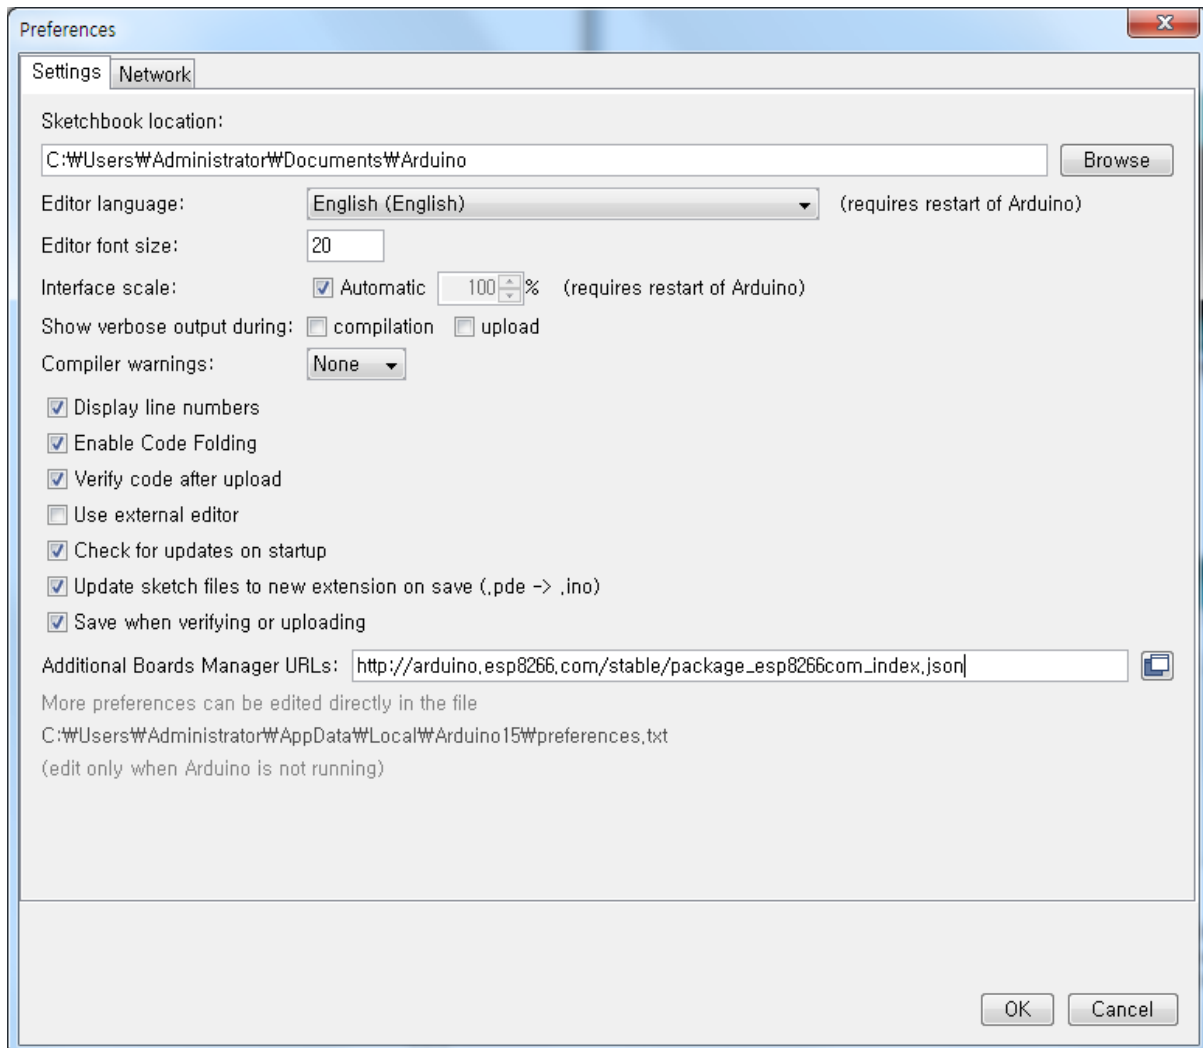 Preferences
Settings Network
Sketchbook location:
C:₩Users₩Administrator₩Documents₩Arduino Browse
Editor language: English (English) (requires restart of Arduino)
Editor font size: 20
Interface scale: Automatic 100 % (requires restart of Arduino)
Show verbose output during: compilation upload
Compiler warnings: None
Display line numbers
Enable Code Folding
Verify code after upload
Use external editor
Check for updates on startup
Update sketch files to new extension on save (.pde -> .ino)
Save when verifying or uploading
Additional Boards Manager URLs: http://arduino.esp8266.com/stable/package_esp8266com_index.json
More preferences can be edited directly in the file
C:₩Users₩Administrator₩AppData₩Local₩Arduino15₩preferences.txt
(edit only when Arduino is not running)
OK Cancel